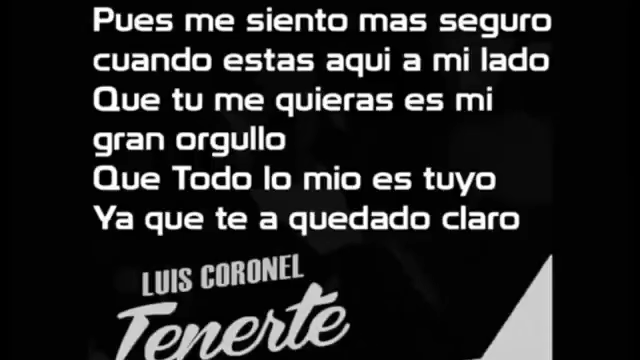 Pues me siento mas seguro
cuando estas aqui a mi lado
Que tu me quieras es mi
gran orgullo
Que Todo lo mio es tuyo
Ya que te a quedado claro
LUIS CORONEL
Tenerte